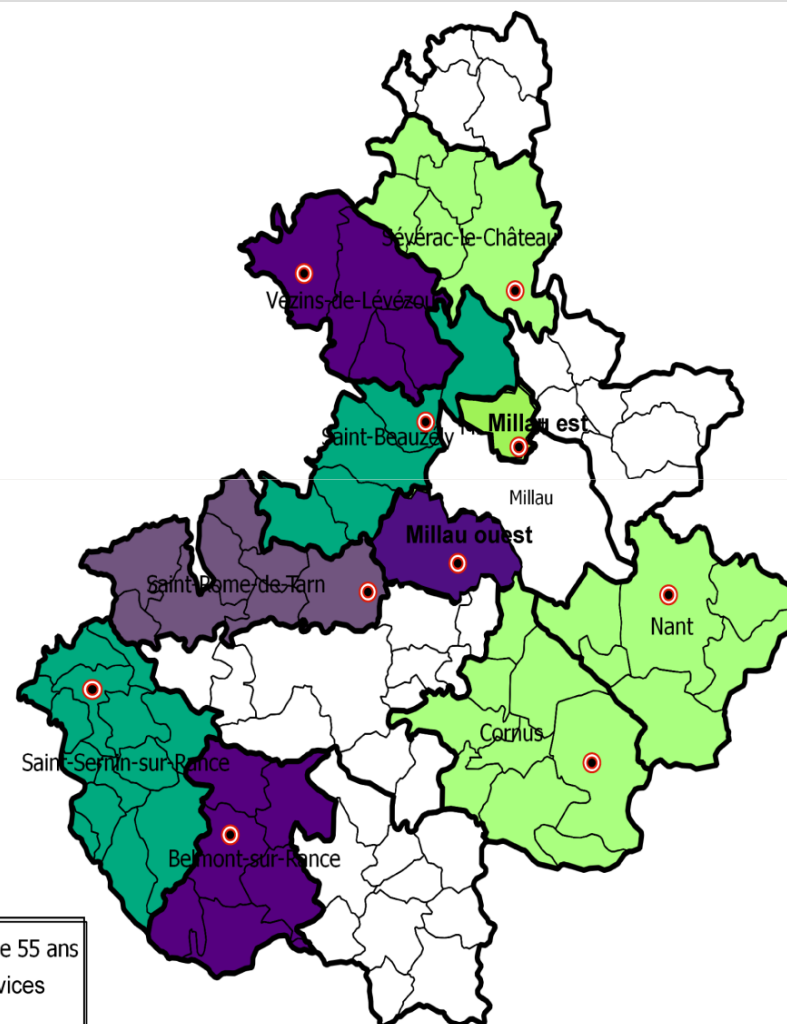 Sévérac-le-Château
Vézins-de-Lévézou
Millau est
Saint-Beauzély
Millau
Millau ouest
Saint-Rome-de-Tarn
Nant
Cornus
Saint-Sernin-sur-Rance
Belmont-sur-Rance
e 55 ans
vices